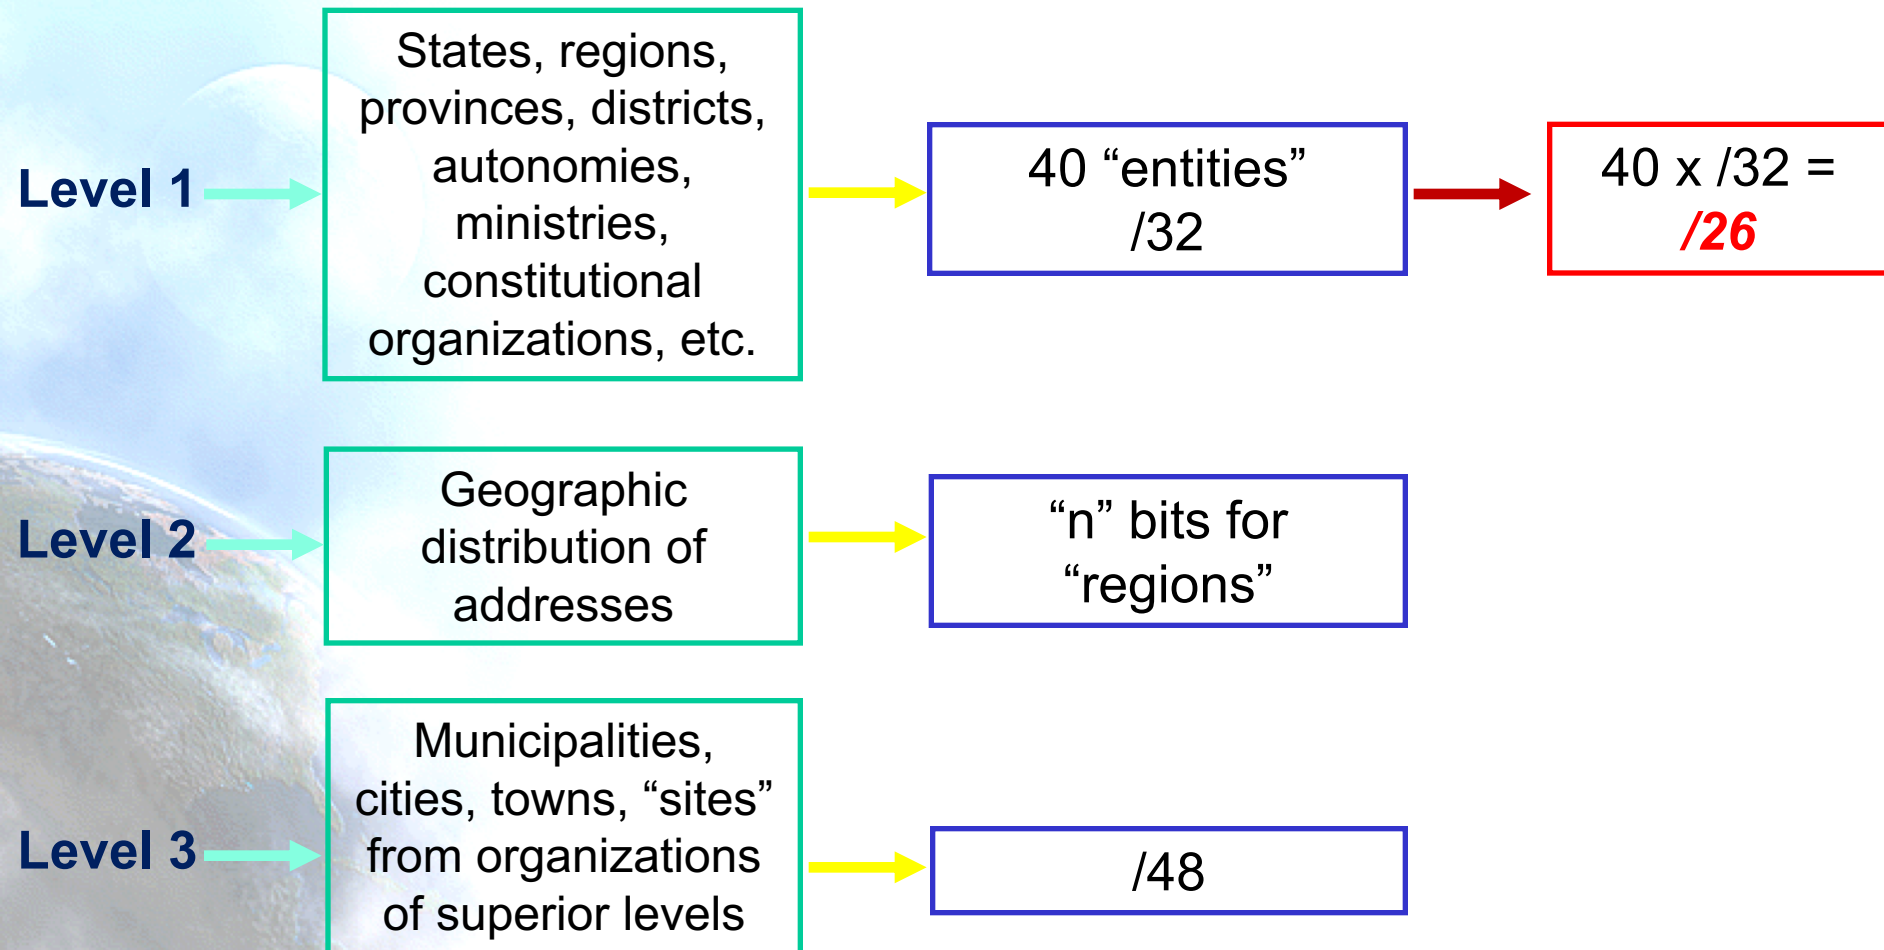 Level 1
States, regions,
provinces, districts,
autonomies,
ministries,
constitutional
organizations, etc.
40 “entities”
/32
40 x /32 =
/26
Level 2
Geographic
distribution of
addresses
“n” bits for
“regions”
Level 3
Municipalities,
cities, towns, “sites”
from organizations
of superior levels
/48